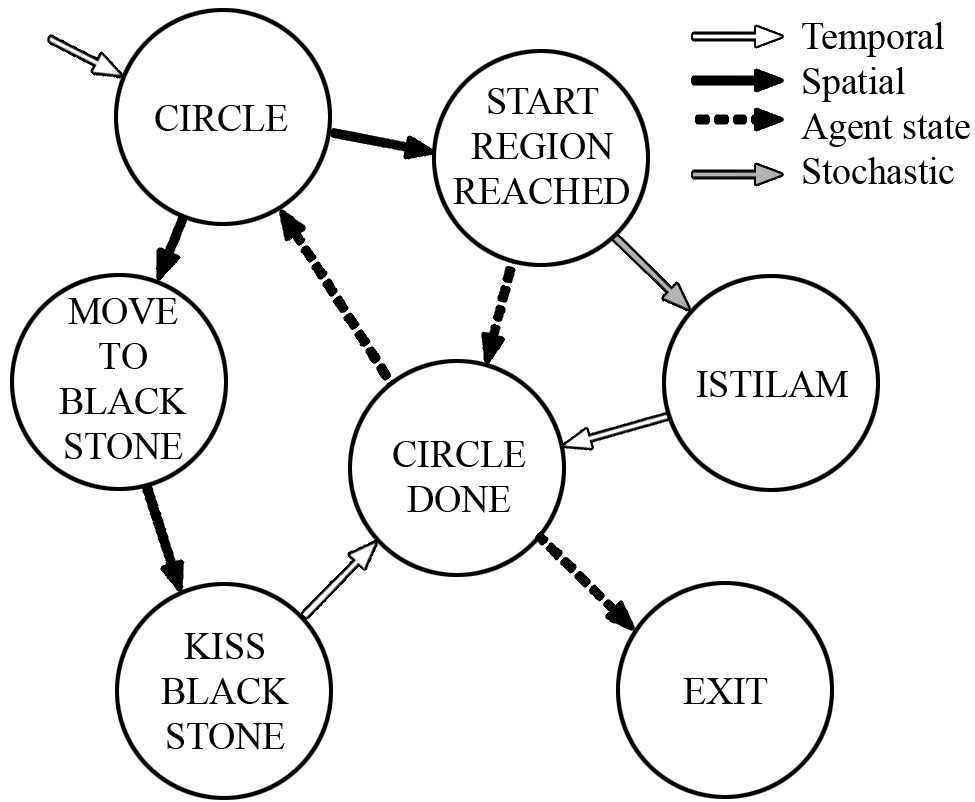 CIRCLE
START
REGION
REACHED
Temporal
Spatial
Agent state
Stochastic
MOVE
TO
BLACK
STONE
ISTILAM
CIRCLE
DONE
KISS
BLACK
STONE
EXIT